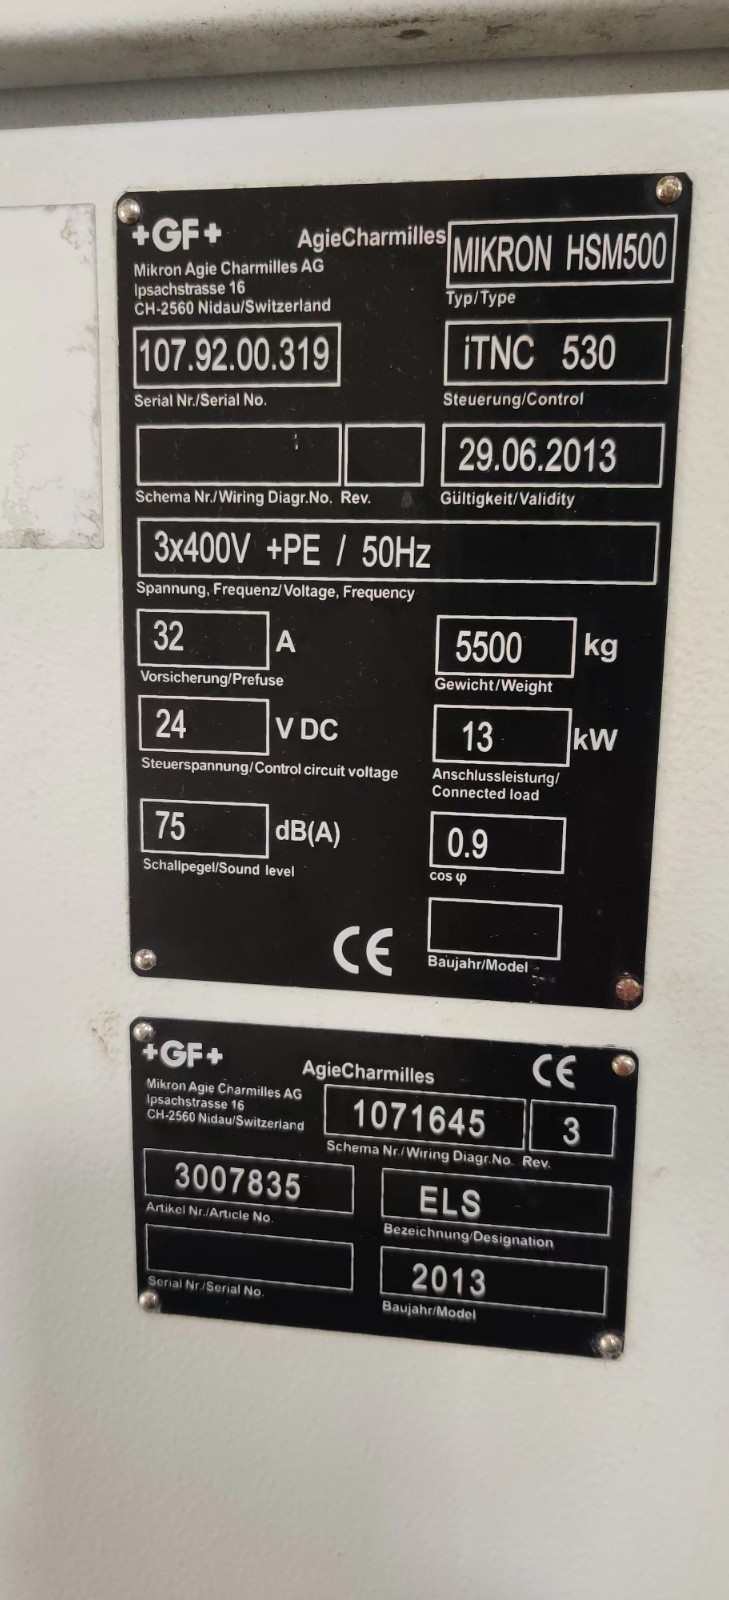 +GF+ AgieCharmilles MIKRON HSM500
Mikron Agie Charmilles AG
Ipsachstrasse 16
CH-2560 Nidau/Switzerland
Typ/Type
107.92.00.319 iTNC 530
Serial Nr./Serial No. Steuerung/Control
29.06.2013
Schema Nr./Wiring Diagr.No. Rev. Gültigkeit/Validity
3x400V +PE / 50Hz
Spannung, Frequenz/Voltage, Frequency
32 A 5500 kg
Vorsicherung/Prefuse Gewicht/Weight
24 V DC 13 kW
Steuerspannung/Control circuit voltage Anschlussleistung/
Connected load
75 dB(A) 0.9
Schallpegel/Sound level cos φ
CE
Baujahr/Model
+GF+ AgieCharmilles CE
Mikron Agie Charmilles AG
Ipsachstrasse 16
CH-2560 Nidau/Switzerland
1071645 3
Schema Nr./Wiring Diagr.No. Rev.
3007835 ELS
Artikel Nr./Article No. Bezeichnung/Designation
2013
Serial Nr./Serial No. Baujahr/Model